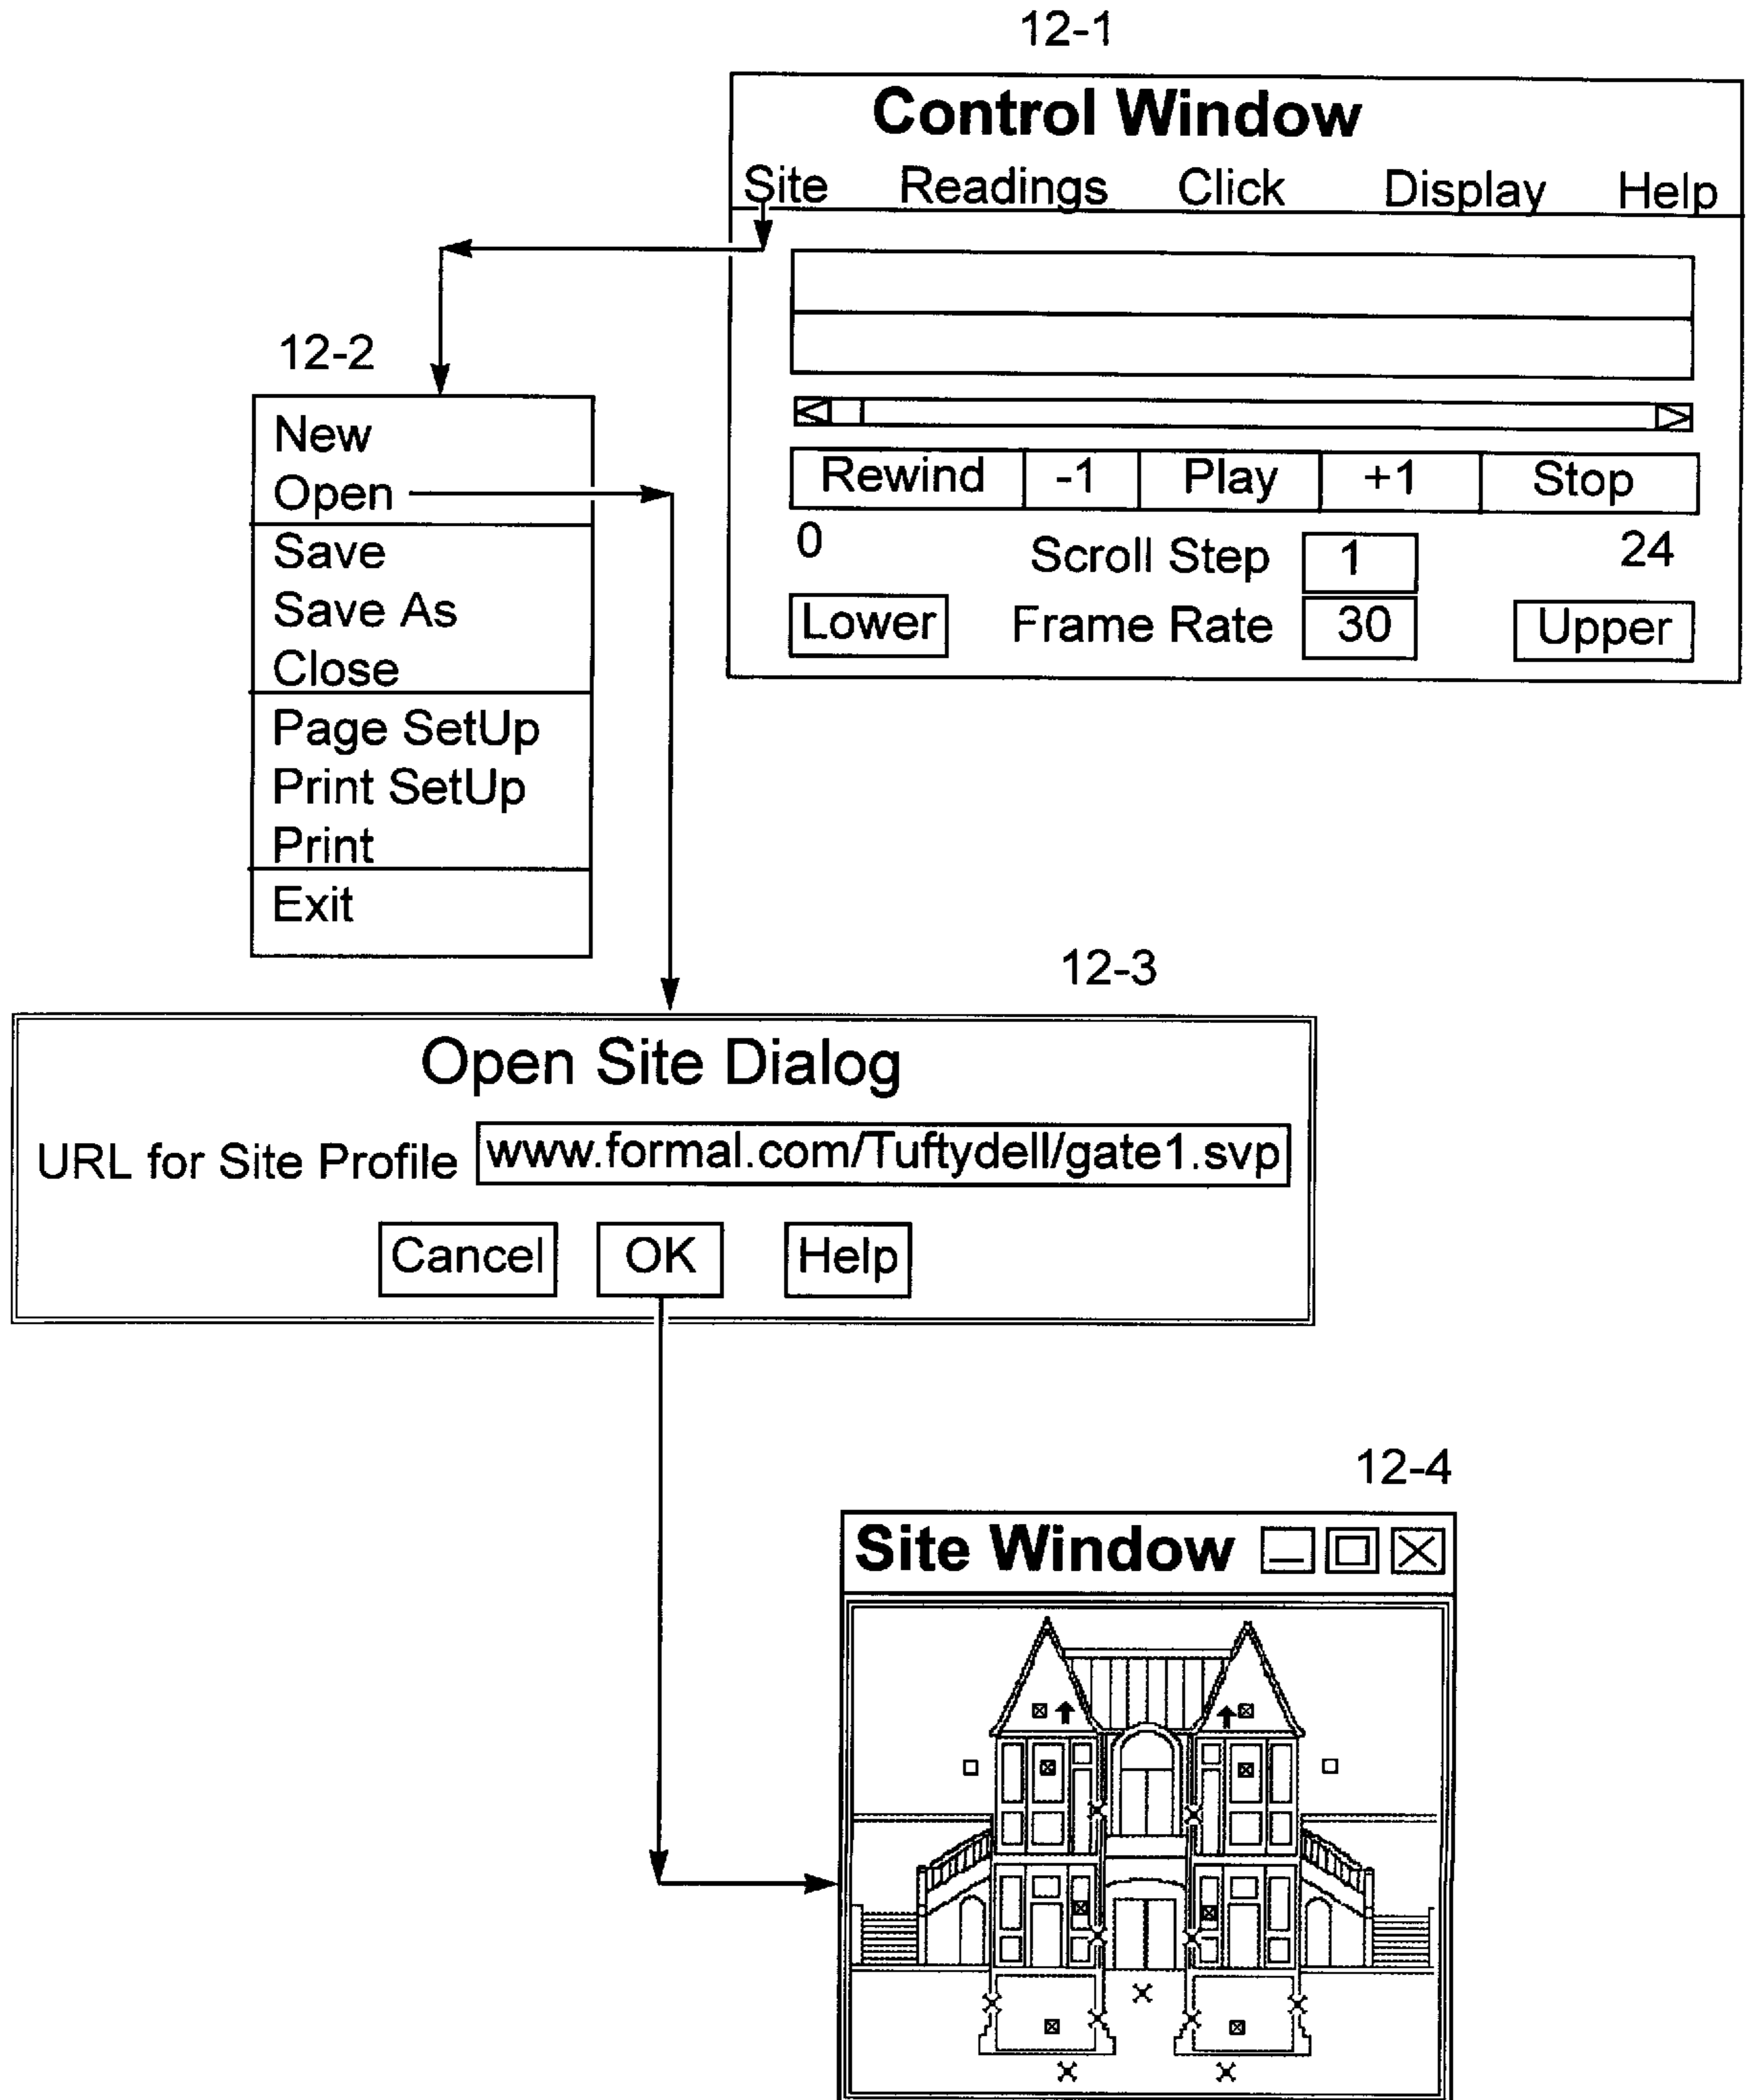 12-1
Control Window
Site Readings Click Display Help
Rewind -1 Play +1 Stop
0 Scroll Step 1 24
Lower Frame Rate 30 Upper
12-2
New
Open
Save
Save As
Close
Page SetUp
Print SetUp
Print
Exit
12-3
Open Site Dialog
URL for Site Profile www.formal.com/Tuftydell/gate1.svp
Cancel OK Help
12-4
Site Window